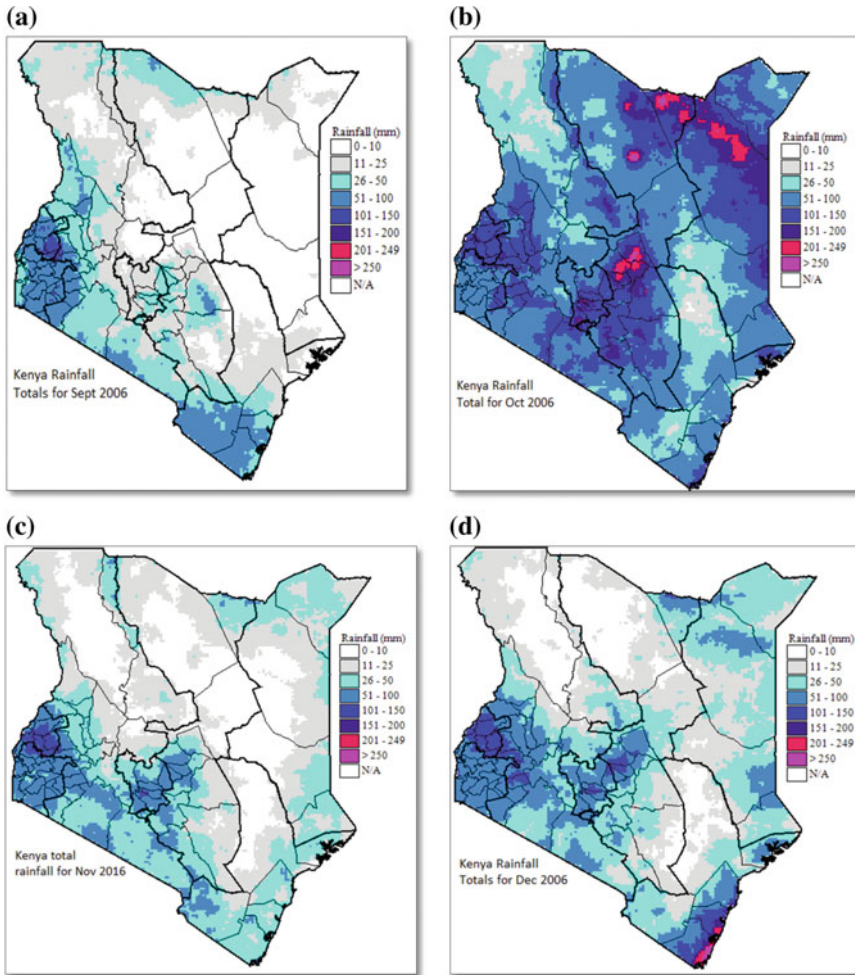 (a)
Rainfall (mm)
0 - 10
11 - 25
26 - 50
51 - 100
101 - 150
151 - 200
201 - 249
> 250
N/A
Kenya Rainfall
Totals for Sept 2006
(b)
Rainfall (mm)
0 - 10
11 - 25
26 - 50
51 - 100
101 - 150
151 - 200
201 - 249
> 250
N/A
Kenya Rainfall
Total for Oct 2006
(c)
Rainfall (mm)
0 - 10
11 - 25
26 - 50
51 - 100
101 - 150
151 - 200
201 - 249
> 250
N/A
Kenya total
rainfall for Nov 2016
(d)
Rainfall (mm)
0 - 10
11 - 25
26 - 50
51 - 100
101 - 150
151 - 200
201 - 249
> 250
N/A
Kenya Rainfall
Totals for Dec 2006